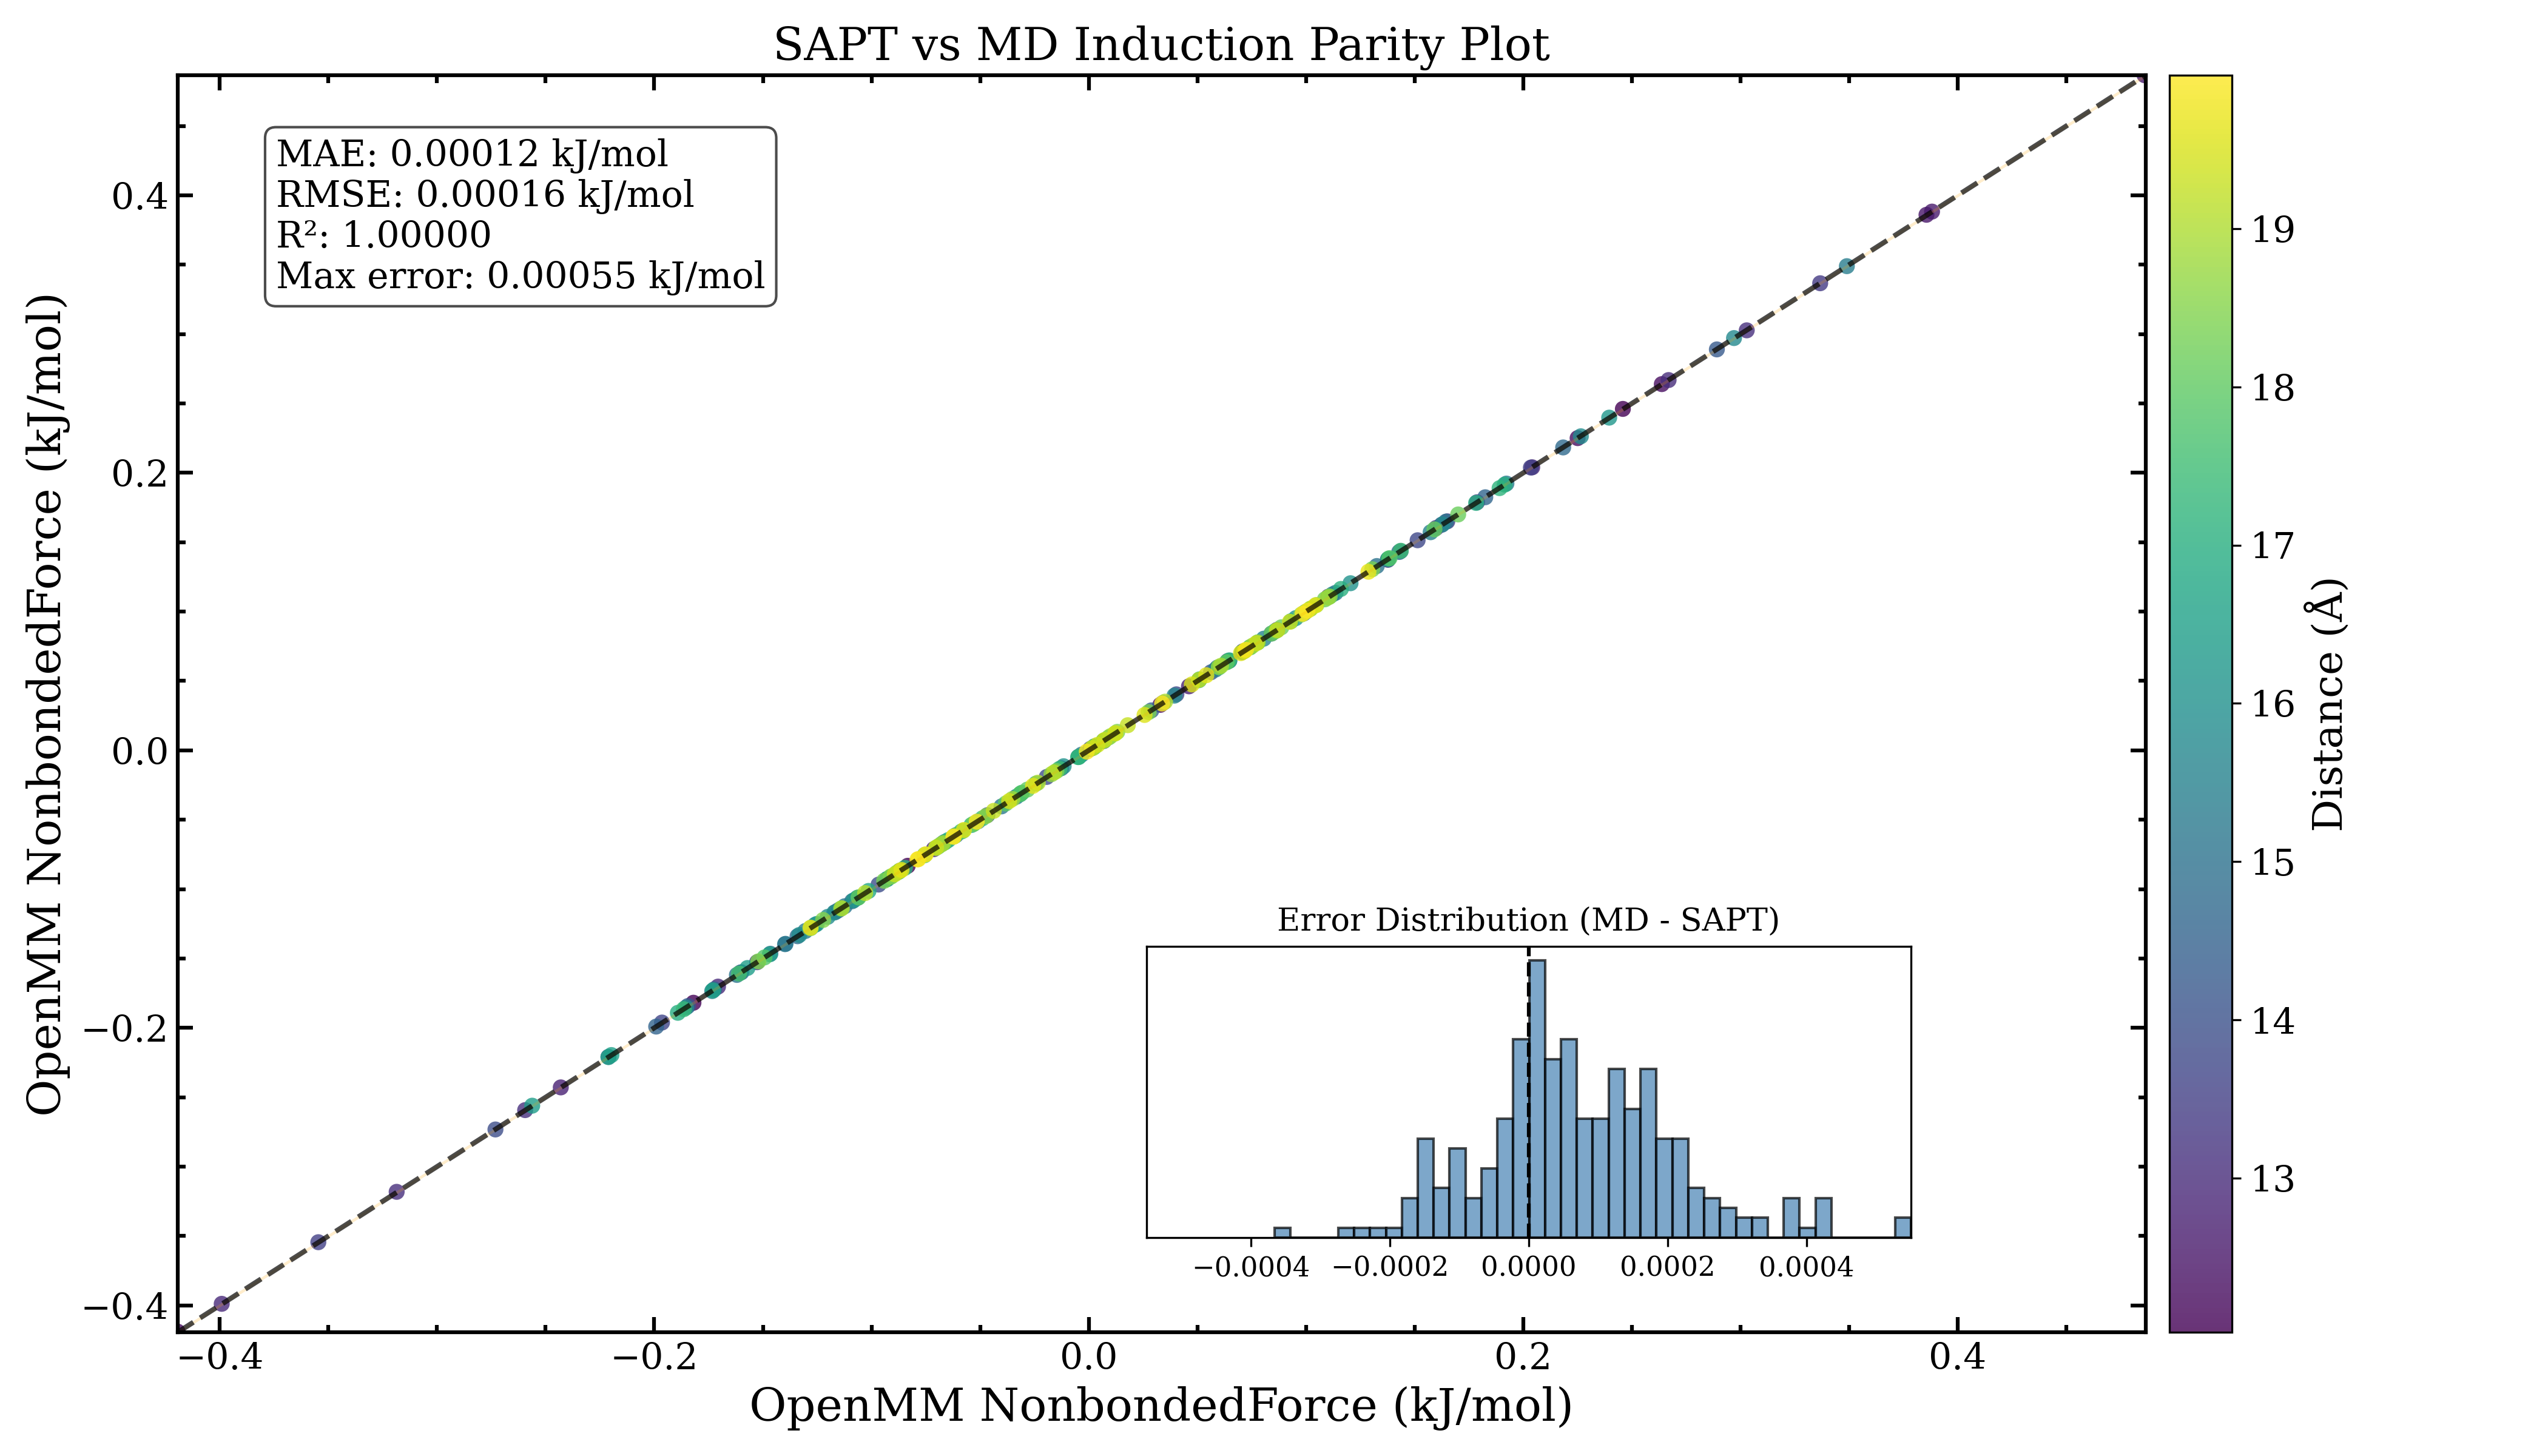 SAPT vs MD Induction Parity Plot
MAE: 0.00012 kJ/mol
RMSE: 0.00016 kJ/mol
R²: 1.00000
Max error: 0.00055 kJ/mol
OpenMM NonbondedForce (kJ/mol)
0.4
0.2
0.0
−0.2
−0.4
Error Distribution (MD - SAPT)
−0.0004 −0.0002 0.0000 0.0002 0.0004
−0.4 −0.2 0.0 0.2 0.4
OpenMM NonbondedForce (kJ/mol)
19
18
17
16
15
14
13
Distance (Å)